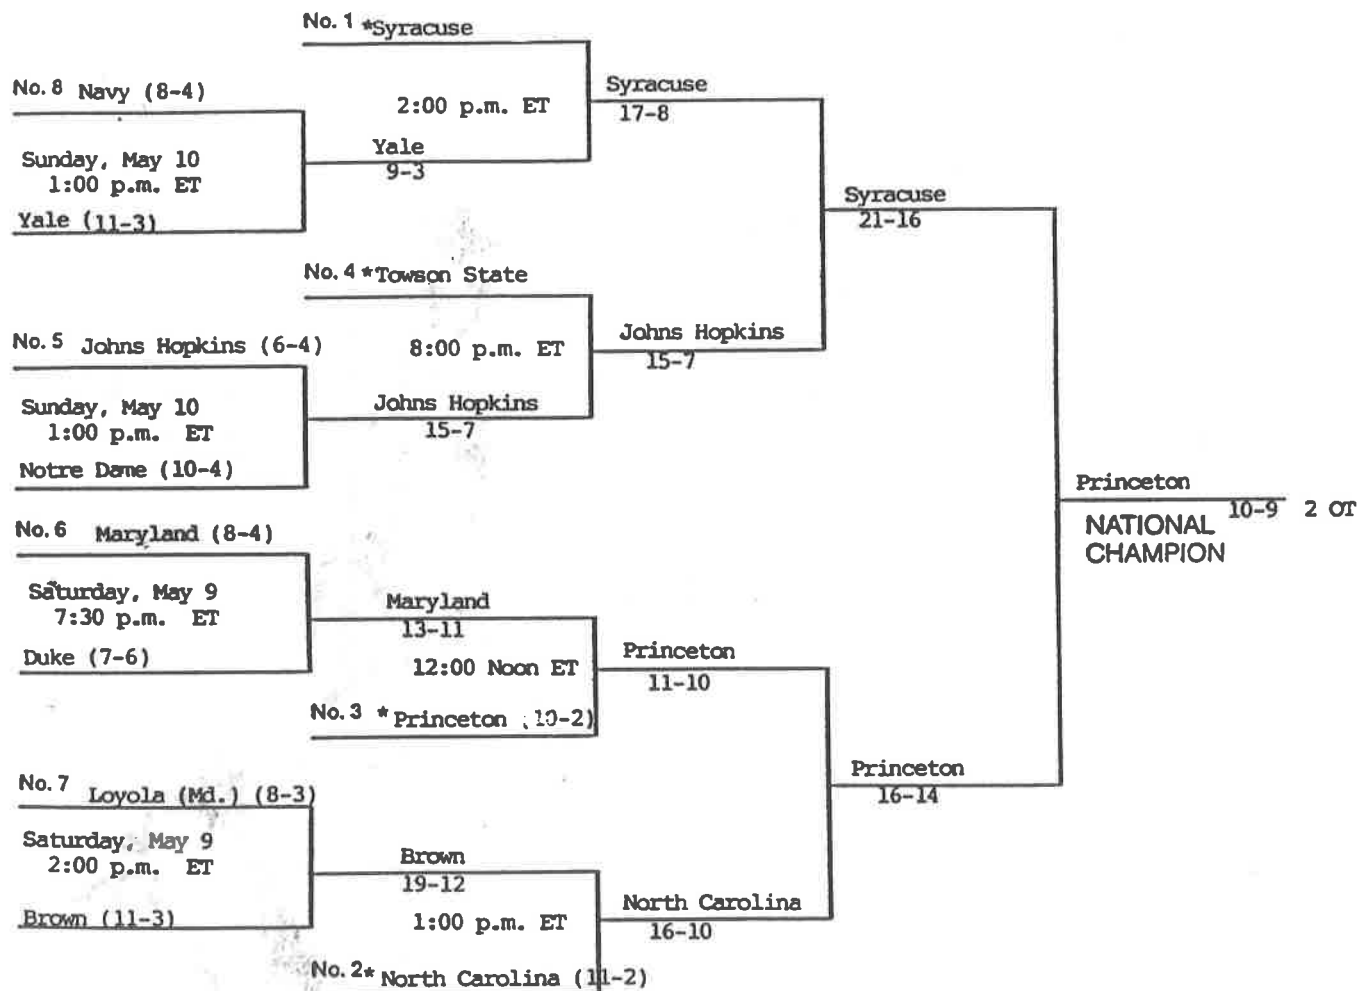 No. 1 *Syracuse
No. 8 Navy (8-4)
Syracuse
2:00 p.m. ET
17-8
Sunday, May 10
1:00 p.m. ET
Yale
9-3
Yale (11-3)
Syracuse
21-16
No. 4 *Towson State
No. 5 Johns Hopkins (6-4)
8:00 p.m. ET
Johns Hopkins
15-7
Sunday, May 10
1:00 p.m. ET
Johns Hopkins
15-7
Notre Dame (10-4)
Princeton
10-9 2 OT
NATIONAL
CHAMPION
No. 6 Maryland (8-4)
Saturday, May 9
7:30 p.m. ET
Maryland
13-11
Duke (7-6)
12:00 Noon ET
Princeton
11-10
No. 3 *Princeton (10-2)
Princeton
16-14
No. 7 Loyola (Md.) (8-3)
Saturday, May 9
2:00 p.m. ET
Brown
19-12
Brown (11-3)
1:00 p.m. ET
North Carolina
16-10
No. 2* North Carolina (11-2)